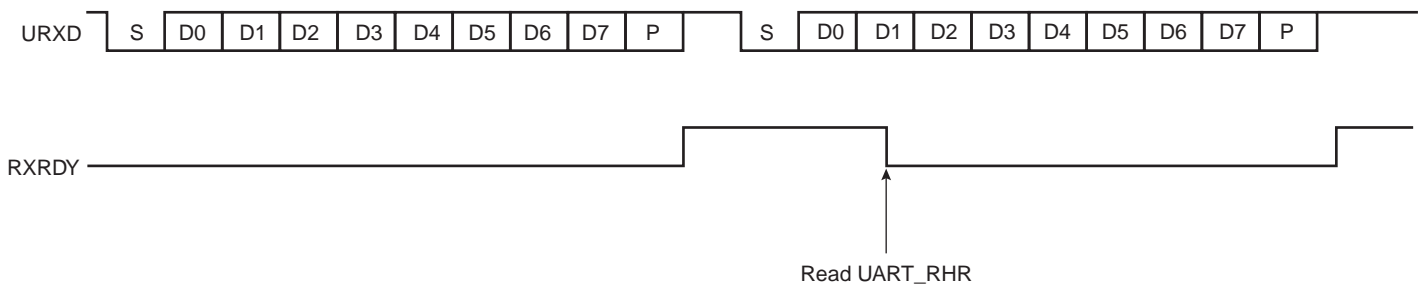 URXD S D0 D1 D2 D3 D4 D5 D6 D7 P S D0 D1 D2 D3 D4 D5 D6 D7 P
RXRDY
Read UART_RHR